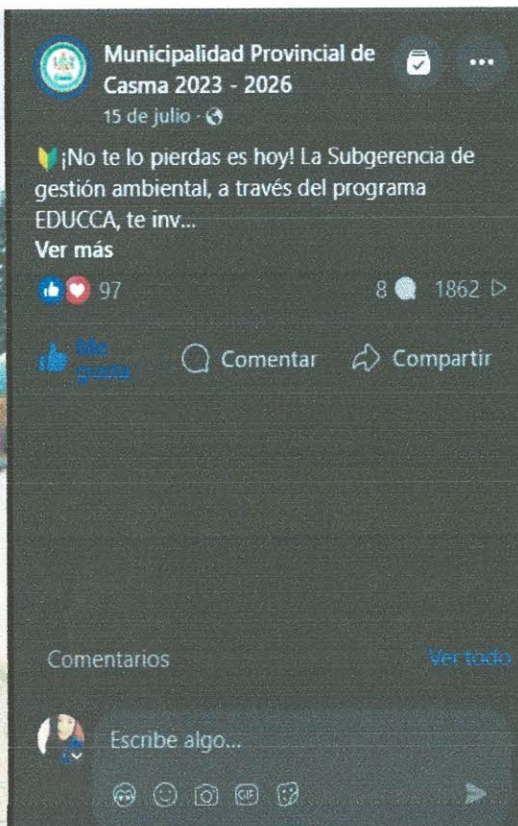 Municipalidad Provincial de
Casma 2023 - 2026
15 de julio ·
¡No te lo pierdas es hoy! La Subgerencia de
gestión ambiental, a través del programa
EDUCCA, te inv...
Ver más
97
8 1862
Me
gusta
Comentar
Compartir
Comentarios
Ver todo
Escribe algo...
GIF